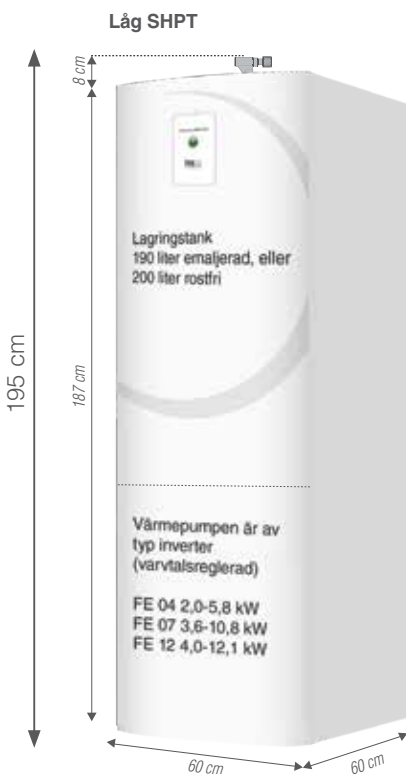 Låg SHPT
8 cm
195 cm
187 cm
Lagringstank
190 liter emaljerad, eller
200 liter rostfri
Värmepumpen är av
typ inverter
(varvtalsreglerad)
FE 04 2,0-5,8 kW
FE 07 3,6-10,8 kW
FE 12 4,0-12,1 kW
60 cm
60 cm